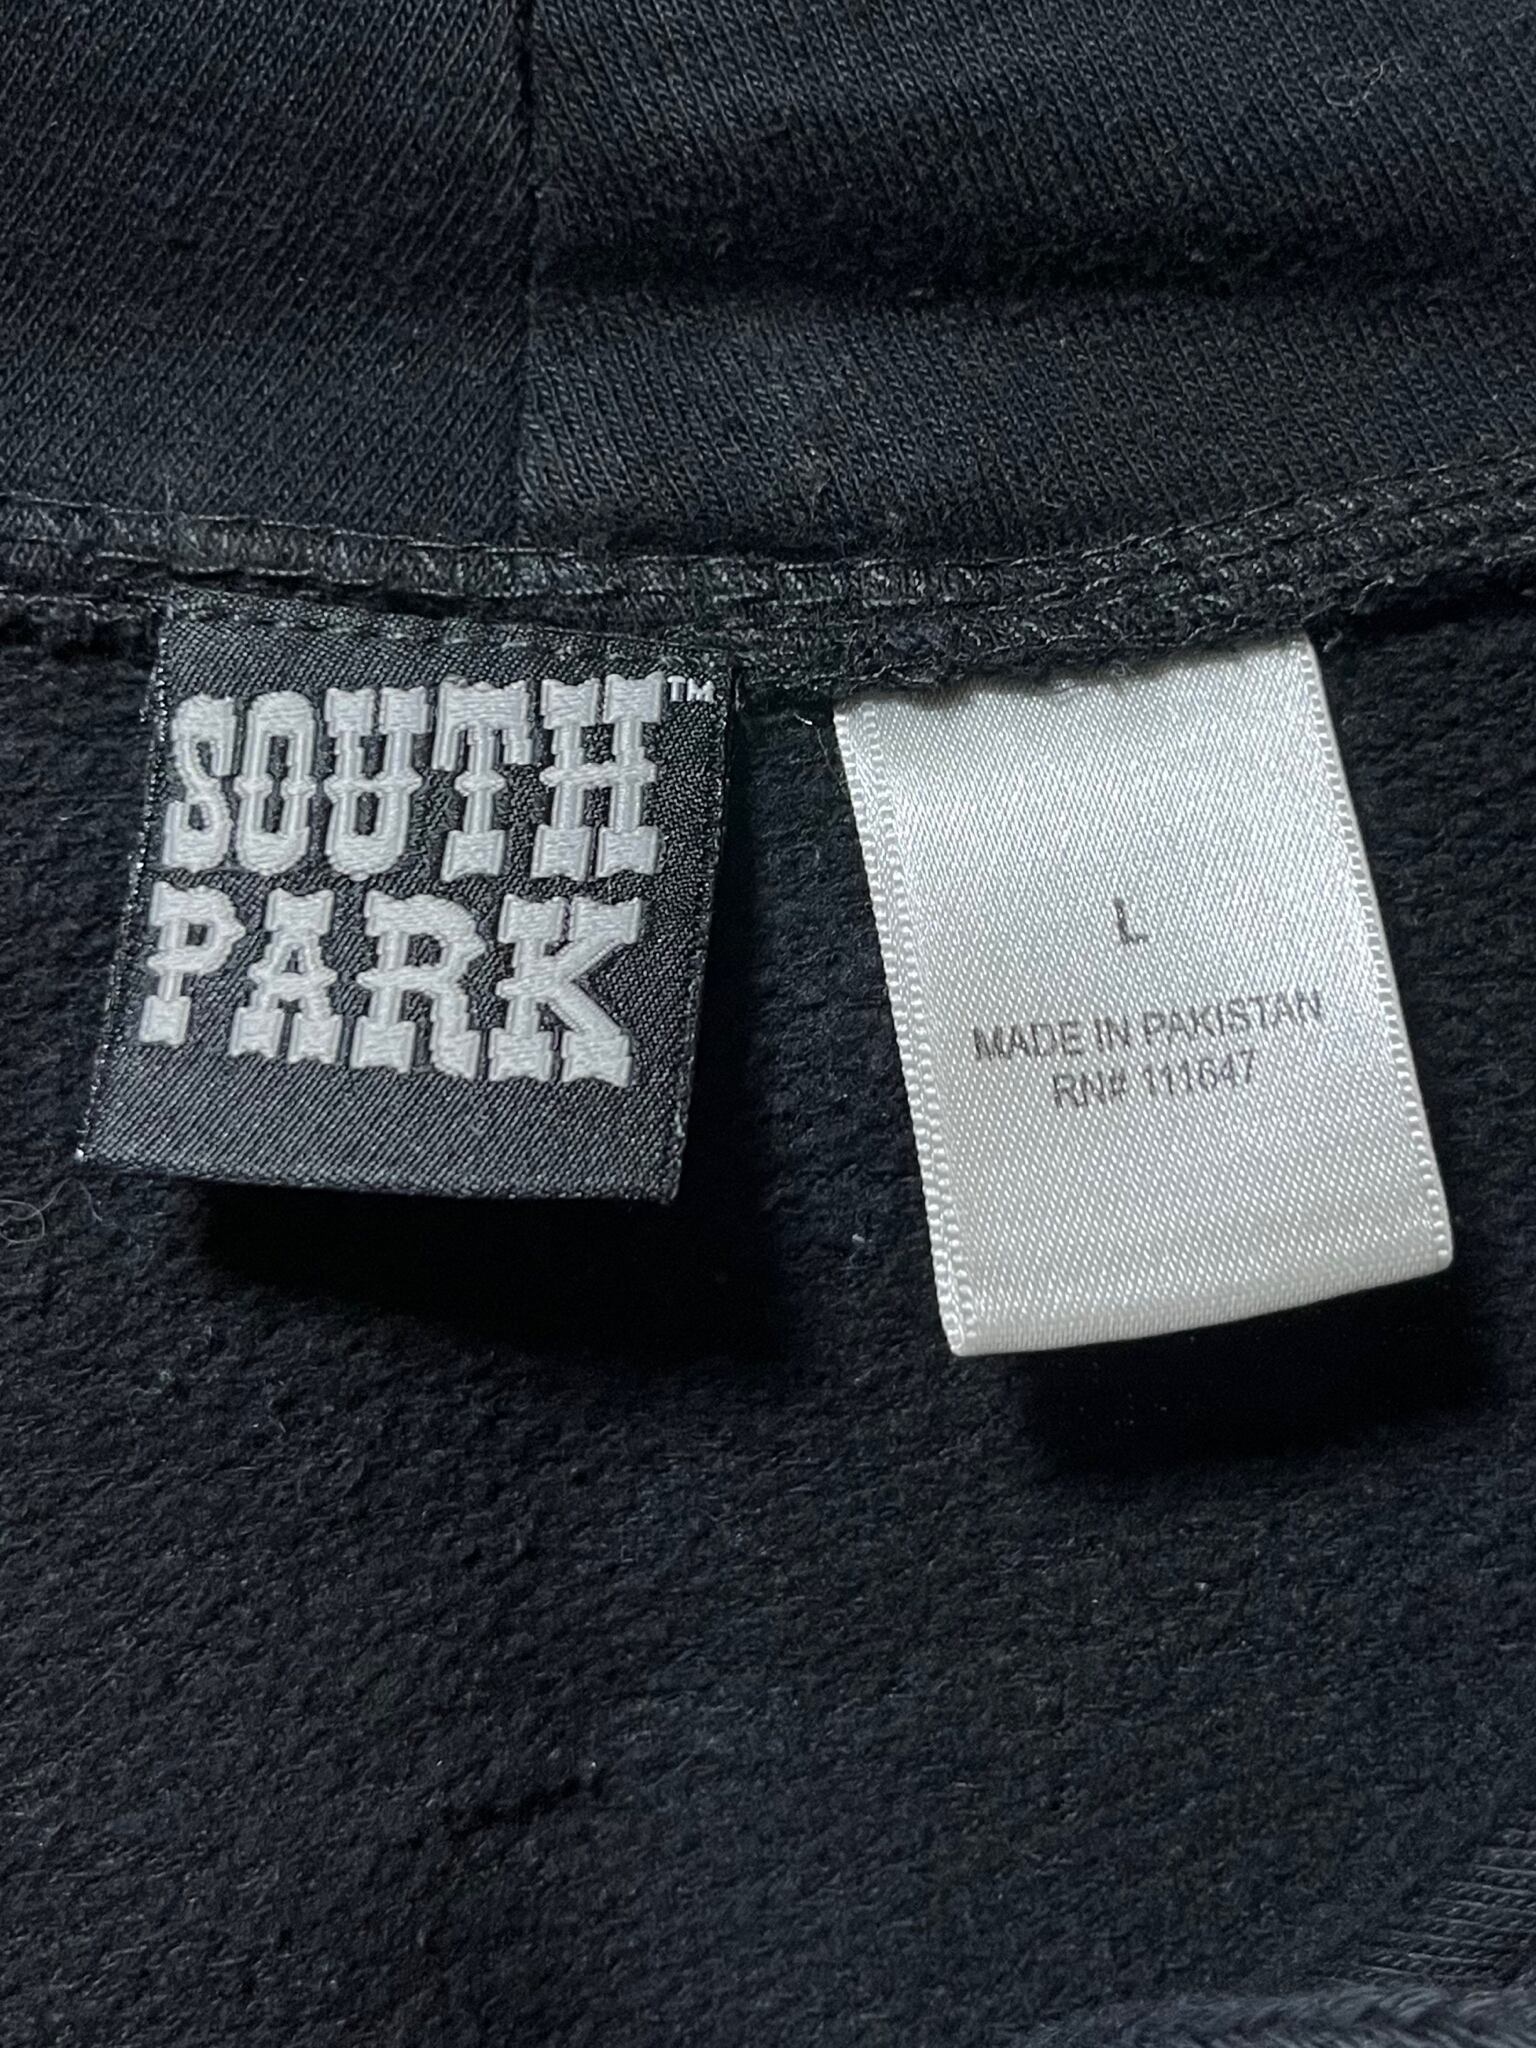 SOUTH™
PARK
L
MADE IN PAKISTAN
RN# 111647